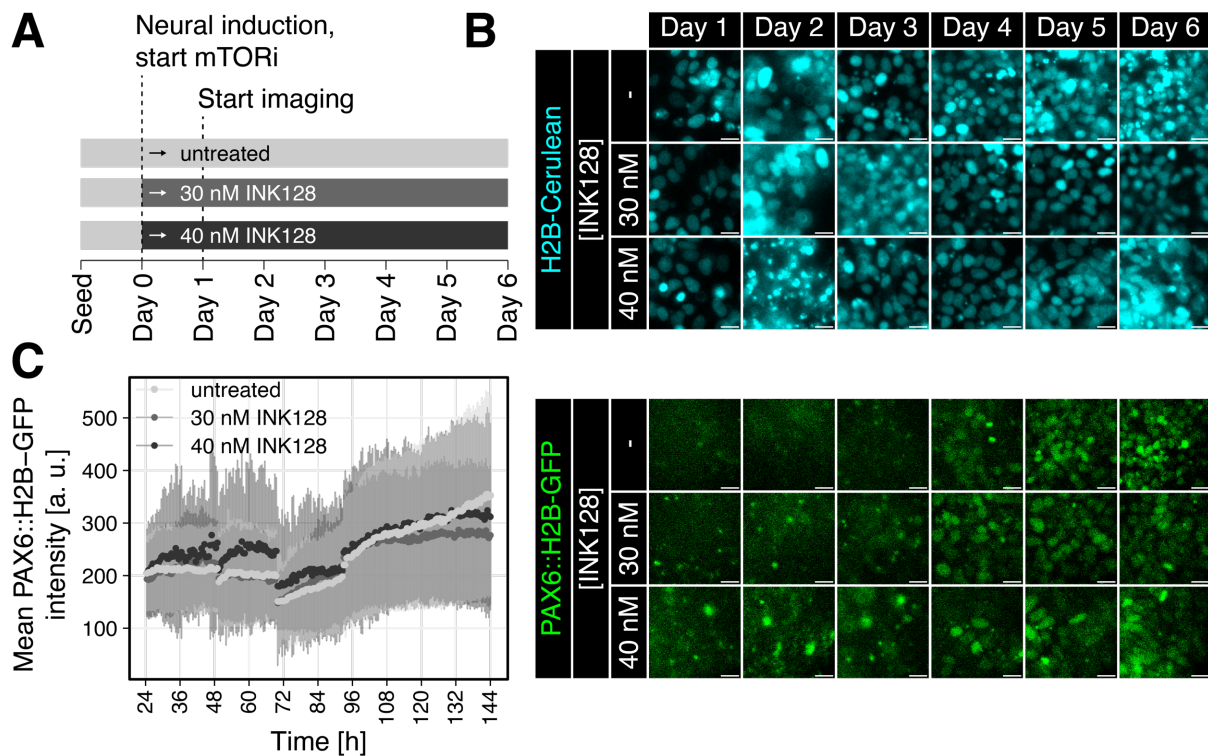 A
Neural induction,
start mTORi
Start imaging
→ untreated
→ 30 nM INK128
→ 40 nM INK128
Seed
Day 0
Day 1
Day 2
Day 3
Day 4
Day 5
Day 6
B
Day 1 Day 2 Day 3 Day 4 Day 5 Day 6
H2B-Cerulean
[INK128]
-
30 nM
40 nM
C
untreated
30 nM INK128
40 nM INK128
Mean PAX6::H2B−GFP
intensity [a. u.]
500
400
300
200
100
24 36 48 60 72 84 96 108 120 132 144
Time [h]
PAX6::H2B-GFP
[INK128]
-
30 nM
40 nM